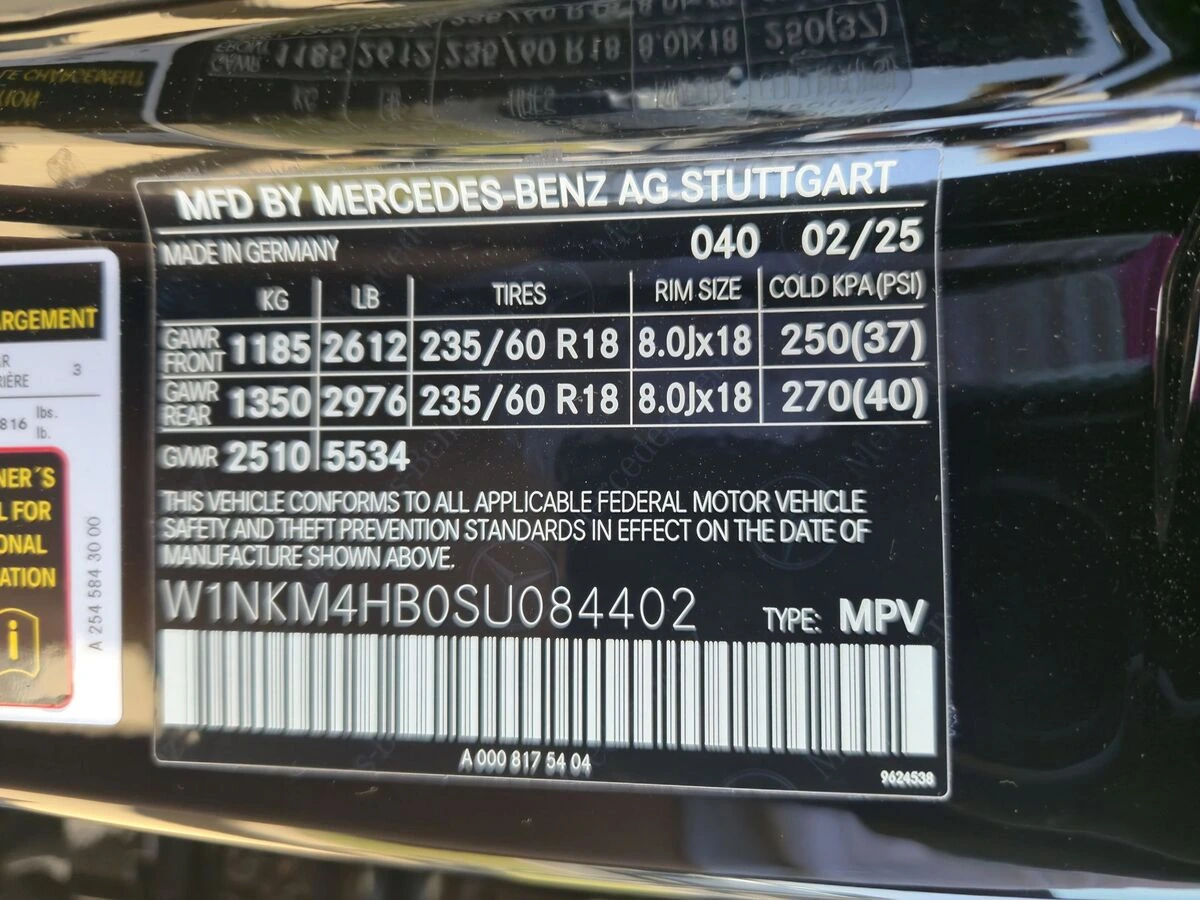 MFD BY MERCEDES-BENZ AG STUTTGART
MADE IN GERMANY 040 02/25
KG LB TIRES RIM SIZE COLD KPA (PSI)
GAWR FRONT 1185 2612 235/60 R18 8.0Jx18 250(37)
GAWR REAR 1350 2976 235/60 R18 8.0Jx18 270(40)
GVWR 2510 5534
THIS VEHICLE CONFORMS TO ALL APPLICABLE FEDERAL MOTOR VEHICLE
SAFETY AND THEFT PREVENTION STANDARDS IN EFFECT ON THE DATE OF
MANUFACTURE SHOWN ABOVE.
W1NKM4HB0SU084402 TYPE: MPV
A 000 817 54 04
9624538
ARGEMENT
AR
RIÈRE 3
816 lbs.
lb.
NER´S
L FOR
ONAL
ATION
i
A 254 584 30 00